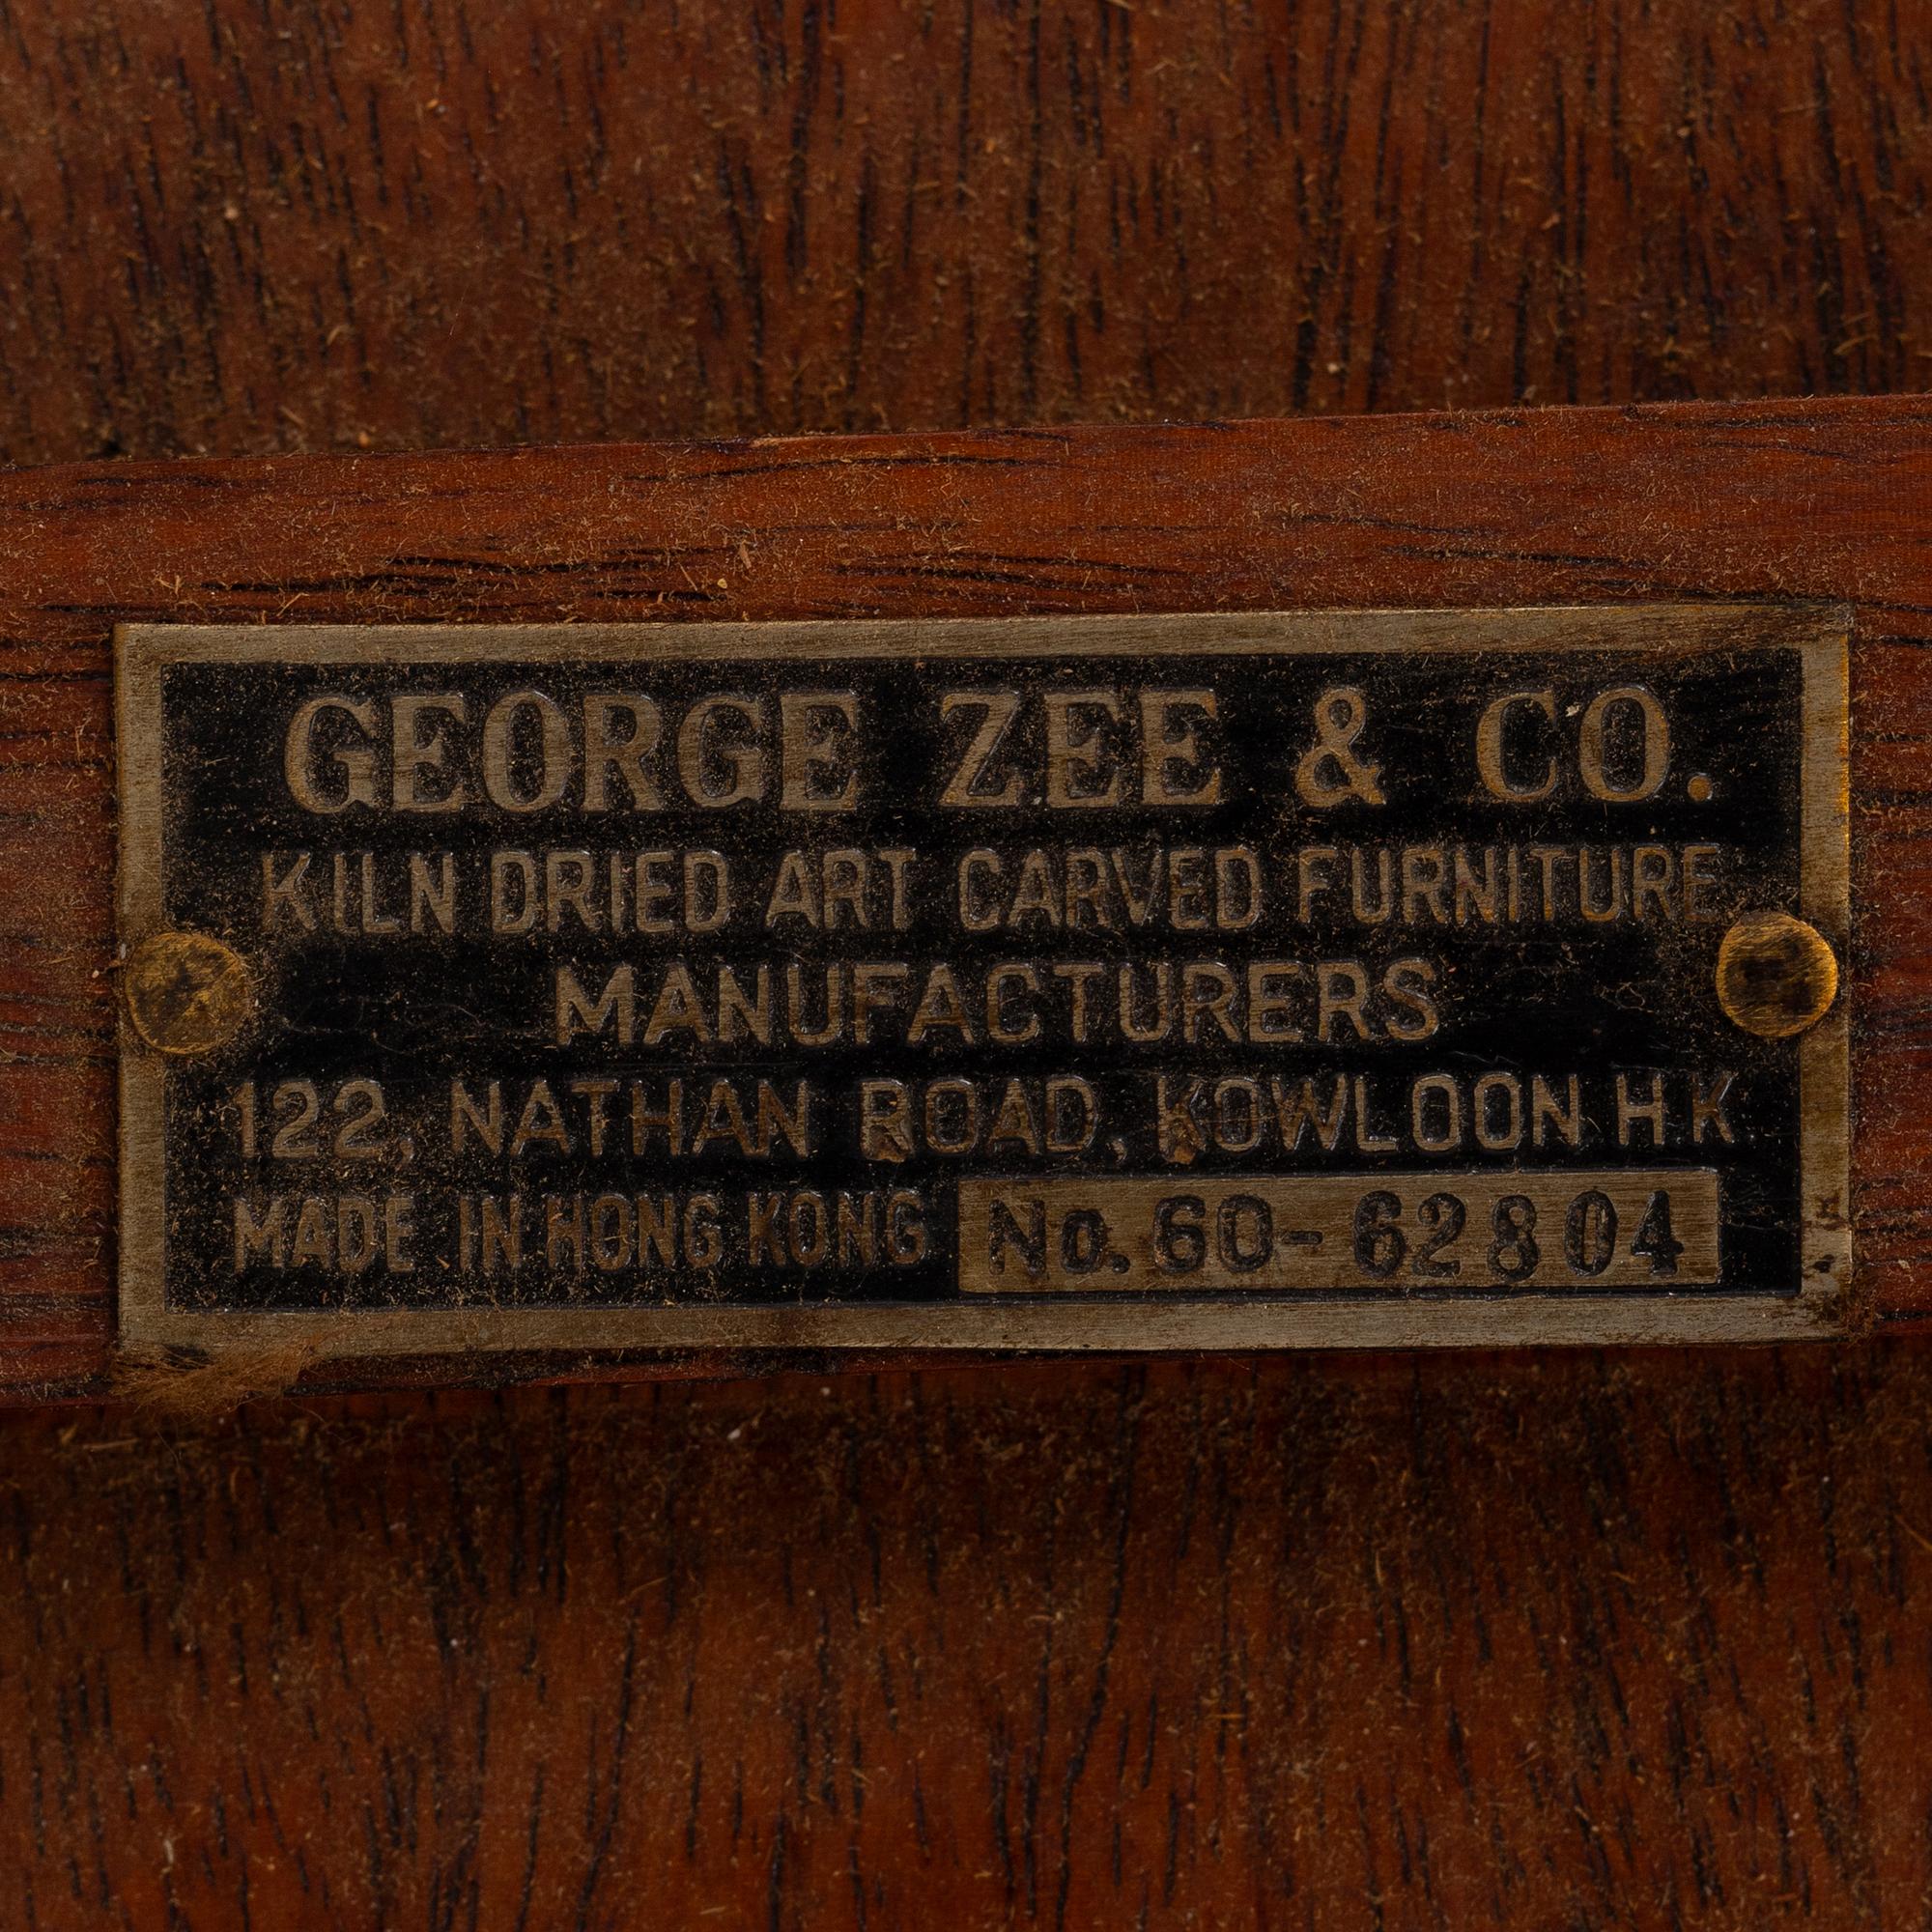 GEORGE ZEE & CO.
KILN DRIED ART CARVED FURNITURE
MANUFACTURERS
122, NATHAN ROAD, KOWLOON H K
MADE IN HONG KONG No. 60-62804